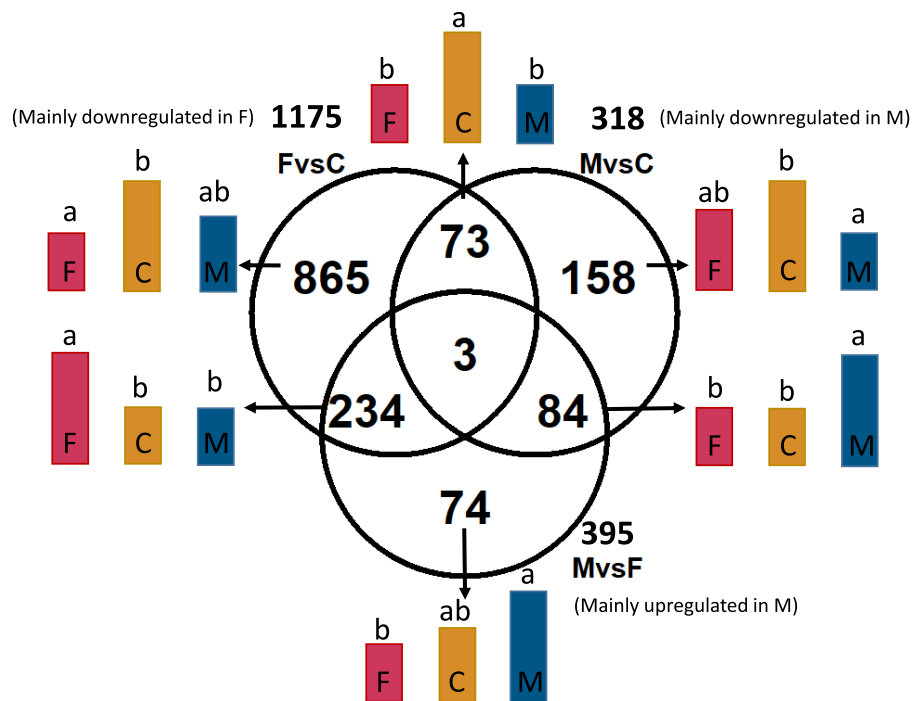 a
b
b
F
C
M
(Mainly downregulated in F)
1175
318
(Mainly downregulated in M)
FvsC
MvsC
b
ab
a
F
C
M
ab
b
a
F
C
M
73
865
158
3
234
84
74
a
b
b
F
C
M
a
b
b
F
C
M
395
MvsF
(Mainly upregulated in M)
a
ab
b
F
C
M